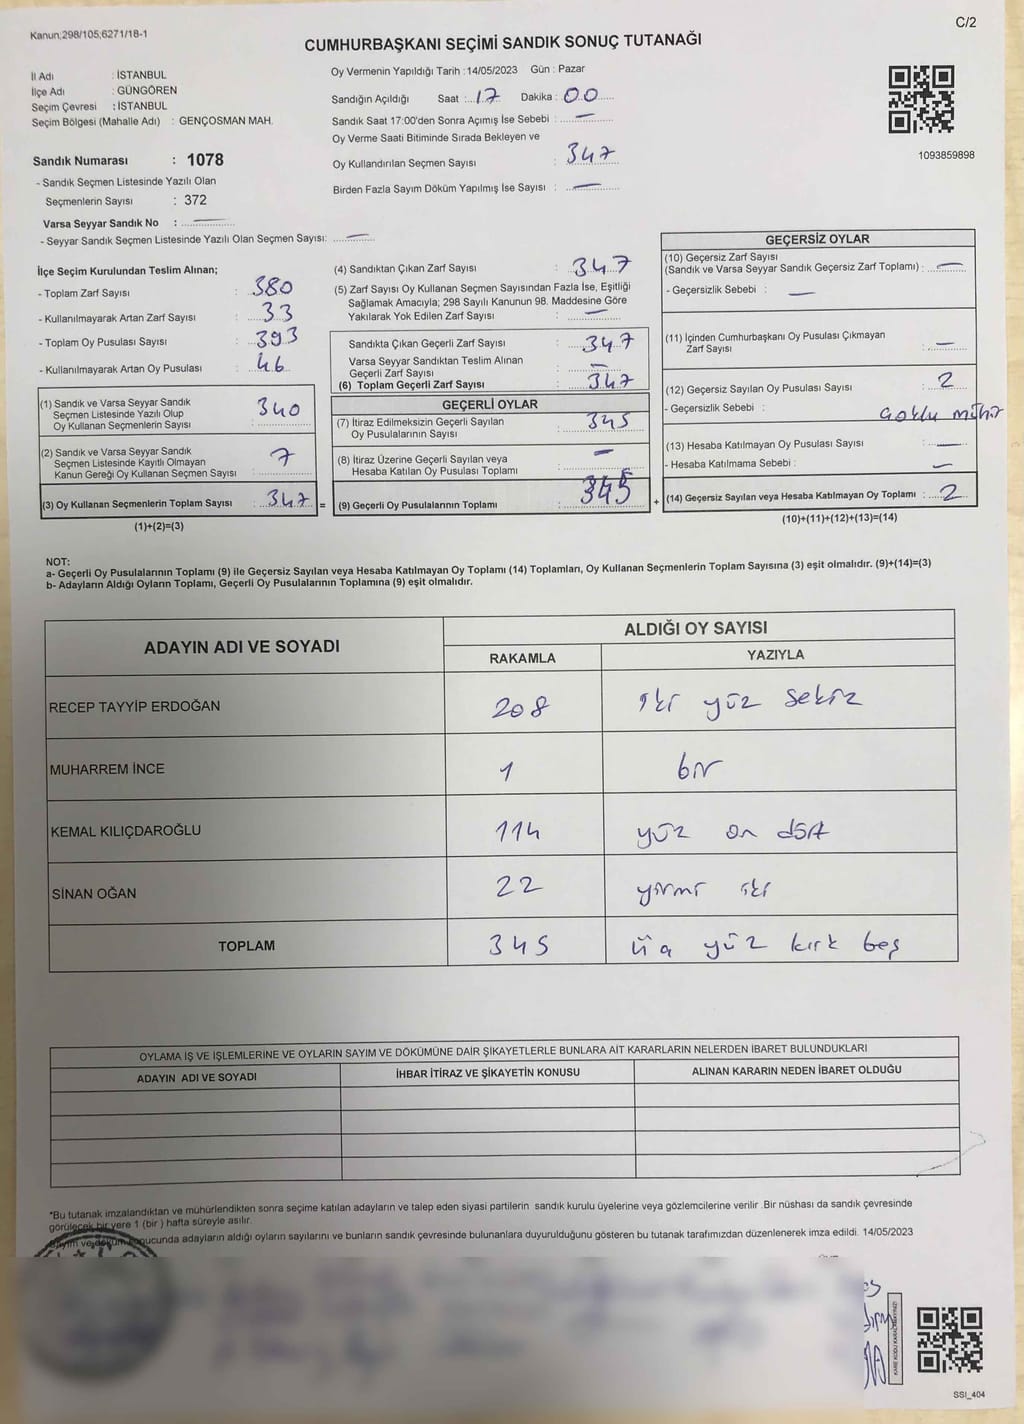 Kanun:298/105;6271/18-1
C/2
CUMHURBAŞKANI SEÇİMİ SANDIK SONUÇ TUTANAĞI
İl Adı : İSTANBUL
İlçe Adı : GÜNGÖREN
Seçim Çevresi : İSTANBUL
Seçim Bölgesi (Mahalle Adı) : GENÇOSMAN MAH.
Sandık Numarası : 1078
- Sandık Seçmen Listesinde Yazılı Olan
Seçmenlerin Sayısı : 372
Varsa Seyyar Sandık No : —
- Seyyar Sandık Seçmen Listesinde Yazılı Olan Seçmen Sayısı: —
Oy Vermenin Yapıldığı Tarih :14/05/2023 Gün : Pazar
Sandığın Açıldığı Saat : 17 Dakika : 00
Sandık Saat 17:00'den Sonra Açımış İse Sebebi : —
Oy Verme Saati Bitiminde Sırada Bekleyen ve
Oy Kullandırılan Seçmen Sayısı : 347
Birden Fazla Sayım Döküm Yapılmış İse Sayısı : —
1093859898
İlçe Seçim Kurulundan Teslim Alınan;
- Toplam Zarf Sayısı : 380
- Kullanılmayarak Artan Zarf Sayısı : 33
- Toplam Oy Pusulası Sayısı : 393
- Kullanılmayarak Artan Oy Pusulası : 46
(1) Sandık ve Varsa Seyyar Sandık
Seçmen Listesinde Yazılı Olup
Oy Kullanan Seçmenlerin Sayısı : 340
(2) Sandık ve Varsa Seyyar Sandık
Seçmen Listesinde Kayıtlı Olmayan
Kanun Gereği Oy Kullanan Seçmen Sayısı : 7
(3) Oy Kullanan Seçmenlerin Toplam Sayısı : 347 =
(1)+(2)=(3)
(4) Sandıktan Çıkan Zarf Sayısı : 347
(5) Zarf Sayısı Oy Kullanan Seçmen Sayısından Fazla İse, Eşitliği
Sağlamak Amacıyla; 298 Sayılı Kanunun 98. Maddesine Göre
Yakılarak Yok Edilen Zarf Sayısı : —
Sandıkta Çıkan Geçerli Zarf Sayısı : 347
Varsa Seyyar Sandıktan Teslim Alınan
Geçerli Zarf Sayısı : —
(6) Toplam Geçerli Zarf Sayısı : 347
GEÇERLİ OYLAR
(7) İtiraz Edilmeksizin Geçerli Sayılan
Oy Pusulalarının Sayısı : 345
(8) İtiraz Üzerine Geçerli Sayılan veya
Hesaba Katılan Oy Pusulası Toplamı : —
(9) Geçerli Oy Pusulalarının Toplamı : 345 +
GEÇERSİZ OYLAR
(10) Geçersiz Zarf Sayısı
(Sandık ve Varsa Seyyar Sandık Geçersiz Zarf Toplamı) : —
- Geçersizlik Sebebi : —
(11) İçinden Cumhurbaşkanı Oy Pusulası Çıkmayan
Zarf Sayısı : —
(12) Geçersiz Sayılan Oy Pusulası Sayısı : 2
- Geçersizlik Sebebi : Çoklu mühür
(13) Hesaba Katılmayan Oy Pusulası Sayısı : —
- Hesaba Katılmama Sebebi : —
(14) Geçersiz Sayılan veya Hesaba Katılmayan Oy Toplamı : 2
(10)+(11)+(12)+(13)=(14)
NOT:
a- Geçerli Oy Pusulalarının Toplamı (9) ile Geçersiz Sayılan veya Hesaba Katılmayan Oy Toplamı (14) Toplamları, Oy Kullanan Seçmenlerin Toplam Sayısına (3) eşit olmalıdır. (9)+(14)=(3)
b- Adayların Aldığı Oyların Toplamı, Geçerli Oy Pusulalarının Toplamına (9) eşit olmalıdır.
ADAYIN ADI VE SOYADI
ALDIĞI OY SAYISI
RAKAMLA YAZIYLA
RECEP TAYYİP ERDOĞAN 208 iki yüz sekiz
MUHARREM İNCE 1 bir
KEMAL KILIÇDAROĞLU 114 yüz on dört
SİNAN OĞAN 22 yirmi iki
TOPLAM 345 üç yüz kırk beş
OYLAMA İŞ VE İŞLEMLERİNE VE OYLARIN SAYIM VE DÖKÜMÜNE DAİR ŞİKAYETLERLE BUNLARA AİT KARARLARIN NELERDEN İBARET BULUNDUKLARI
ADAYIN ADI VE SOYADI İHBAR İTİRAZ VE ŞİKAYETİN KONUSU ALINAN KARARIN NEDEN İBARET OLDUĞU
*Bu tutanak imzalandıktan ve mühürlendikten sonra seçime katılan adayların ve talep eden siyasi partilerin sandık kurulu üyelerine veya gözlemcilerine verilir .Bir nüshası da sandık çevresinde
görülecek bir yere 1 (bir ) hafta süreyle asılır.
Sayım ve döküm sonucunda adayların aldığı oyların sayılarını ve bunların sandık çevresinde bulunanlara duyurulduğunu gösteren bu tutanak tarafımızdan düzenlenerek imza edildi. 14/05/2023
SSI_404